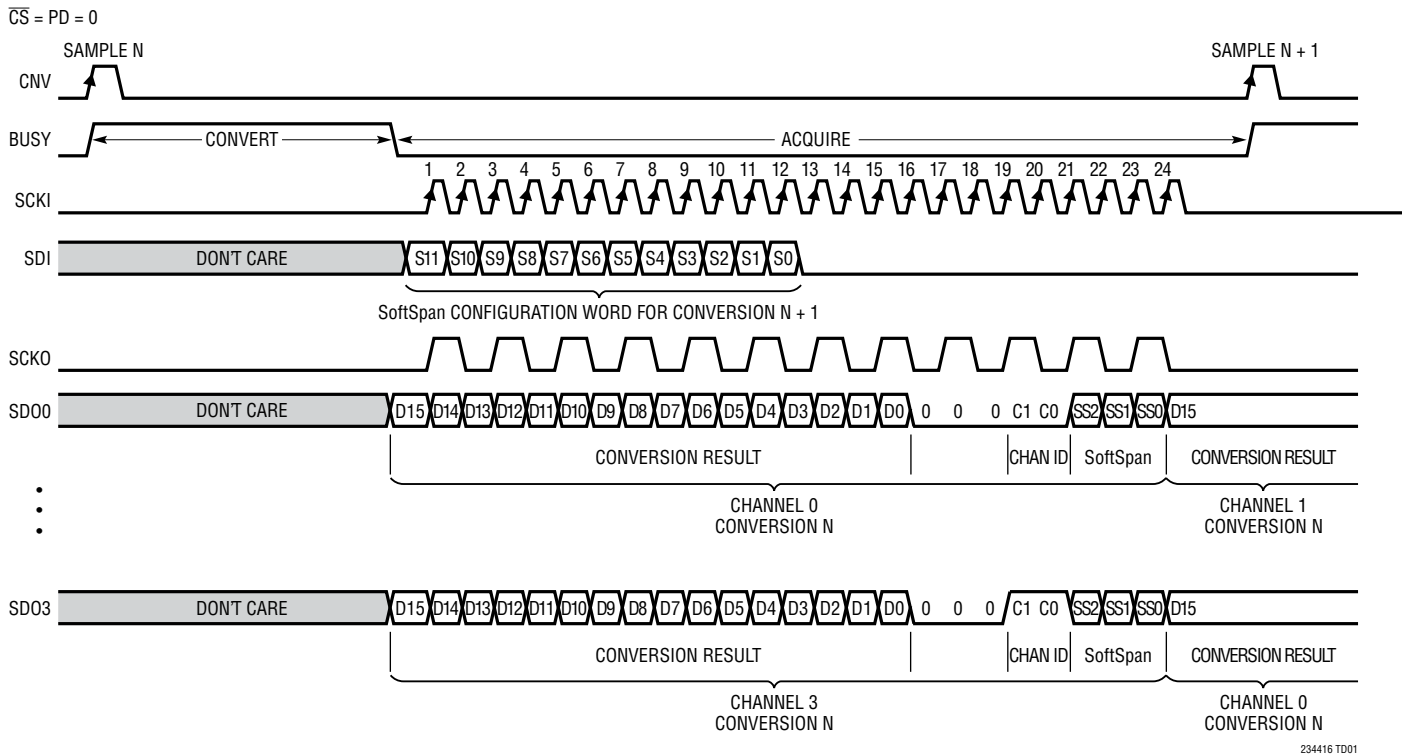 CS = PD = 0
SAMPLE N
SAMPLE N + 1
CNV
BUSY
CONVERT
ACQUIRE
1 2 3 4 5 6 7 8 9 10 11 12 13 14 15 16 17 18 19 20 21 22 23 24
SCKI
SDI
DON'T CARE
S11 S10 S9 S8 S7 S6 S5 S4 S3 S2 S1 S0
SoftSpan CONFIGURATION WORD FOR CONVERSION N + 1
SCKO
SDO0
DON'T CARE
D15 D14 D13 D12 D11 D10 D9 D8 D7 D6 D5 D4 D3 D2 D1 D0 0 0 0 C1 C0 SS2 SS1 SS0 D15
CONVERSION RESULT
CHAN ID
SoftSpan
CONVERSION RESULT
CHANNEL 0
CONVERSION N
CHANNEL 1
CONVERSION N
SDO3
DON'T CARE
D15 D14 D13 D12 D11 D10 D9 D8 D7 D6 D5 D4 D3 D2 D1 D0 0 0 0 C1 C0 SS2 SS1 SS0 D15
CONVERSION RESULT
CHAN ID
SoftSpan
CONVERSION RESULT
CHANNEL 3
CONVERSION N
CHANNEL 0
CONVERSION N
234416 TD01